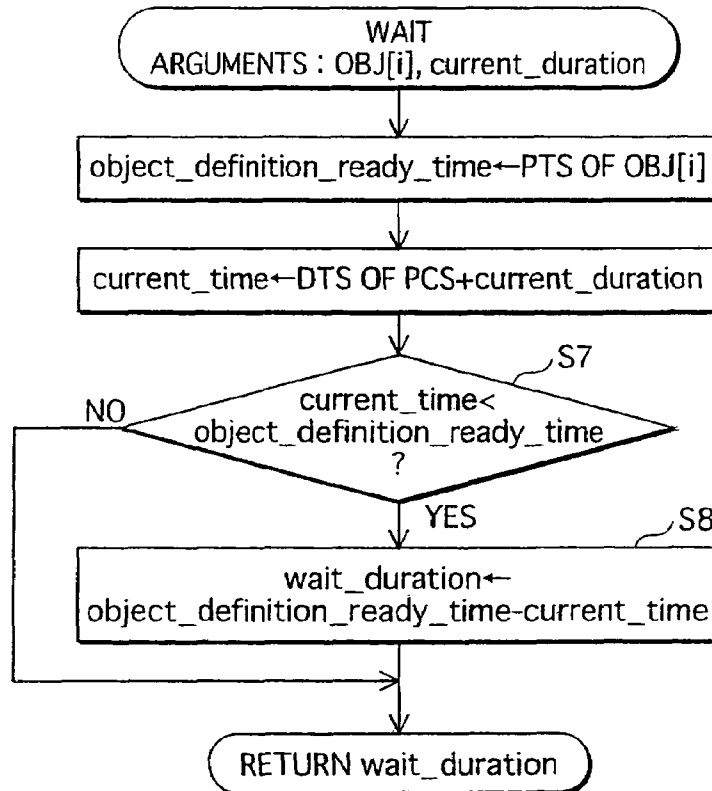 WAIT
ARGUMENTS : OBJ[i], current_duration
object_definition_ready_time←PTS OF OBJ[i]
current_time←DTS OF PCS+current_duration
S7
current_time<
object_definition_ready_time
?
NO
YES
S8
wait_duration←
object_definition_ready_time-current_time
RETURN wait_duration